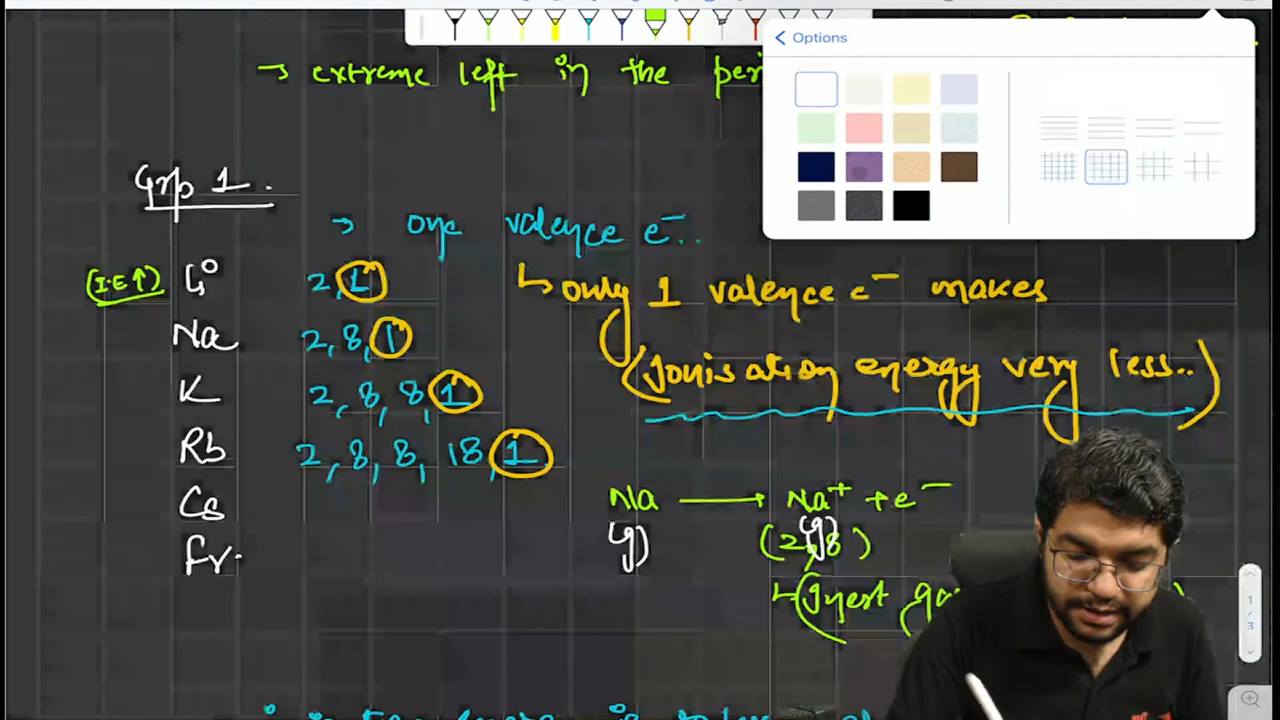 Options
→ extreme left in the
Grp 1.
→ one valence e⁻..
(I.E↑) Li 2,1
↳ only 1 valence e⁻ makes
Na 2,8,1
(Ionisation energy very less..)
K 2,8,8,1
Rb 2,8,8,18,1
Na → Na⁺ + e⁻
(g) (g)
Cs
(2,8)
Fr.
↳ (Inert
1
/
3